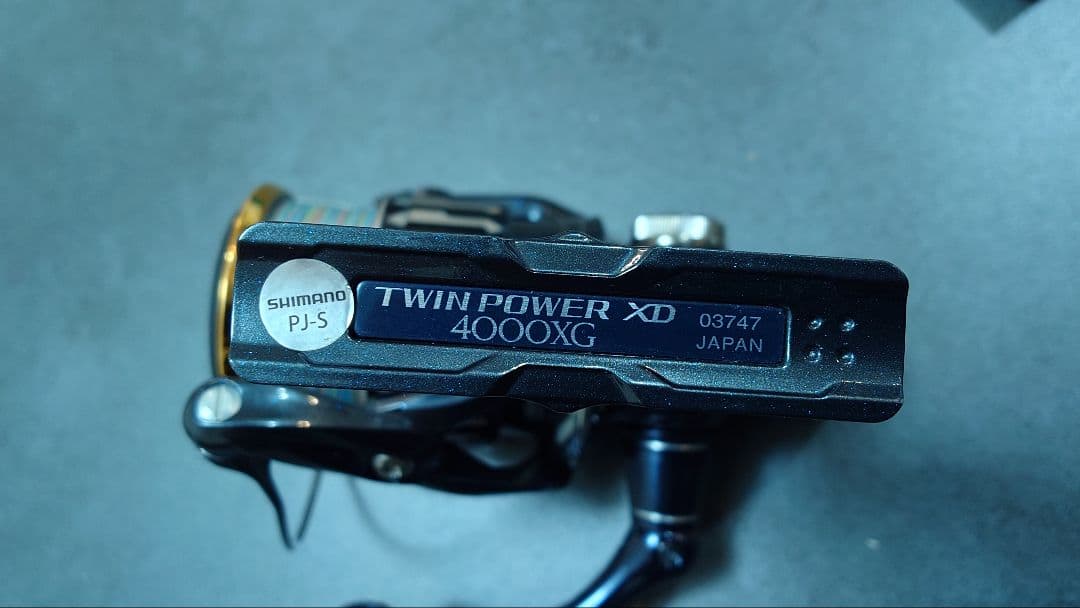 SHIMANO
PJ-S
TWIN POWER XD
4000XG
03747
JAPAN